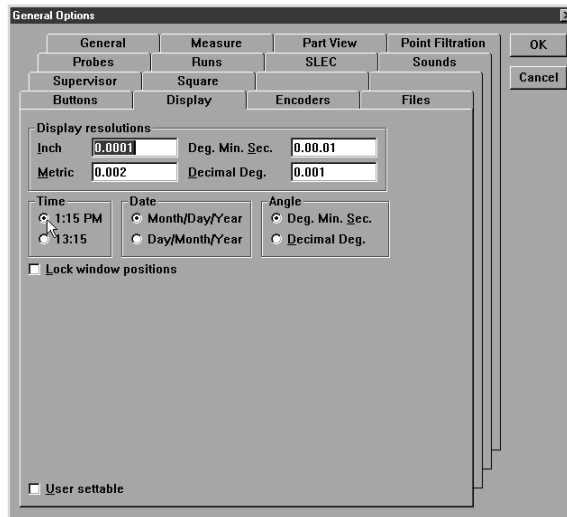 General Options
General Measure Part View Point Filtration
Probes Runs SLEC Sounds
Supervisor Square
Buttons Display Encoders Files
OK
Cancel
Display resolutions
Inch 0.0001 Deg. Min. Sec. 0.00.01
Metric 0.002 Decimal Deg. 0.001
Time Date Angle
1:15 PM Month/Day/Year Deg. Min. Sec.
13:15 Day/Month/Year Decimal Deg.
Lock window positions
User settable